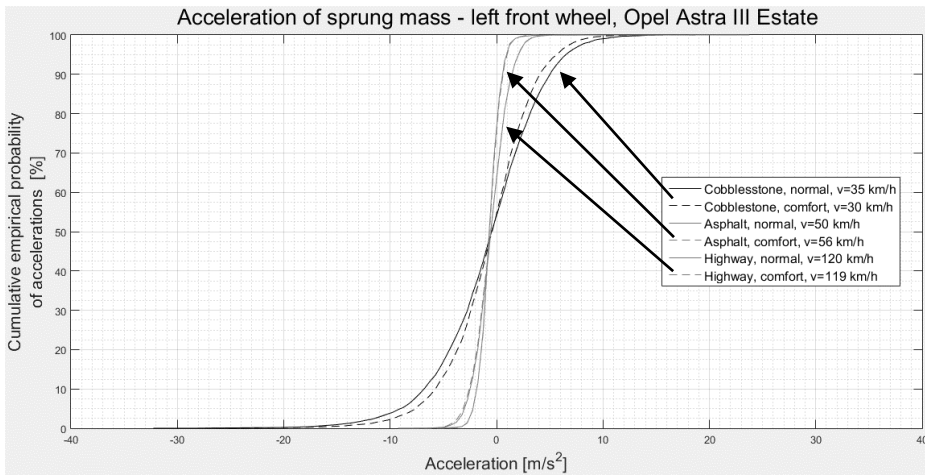 Acceleration of sprung mass - left front wheel, Opel Astra III Estate
100
90
80
70
60
50
40
30
20
10
0
Cumulative empirical probability
of accelerations [%]
Cobblestone, normal, v=35 km/h
Cobblestone, comfort, v=30 km/h
Asphalt, normal, v=50 km/h
Asphalt, comfort, v=56 km/h
Highway, normal, v=120 km/h
Highway, comfort, v=119 km/h
-40 -30 -20 -10 0 10 20 30 40
Acceleration [m/s²]